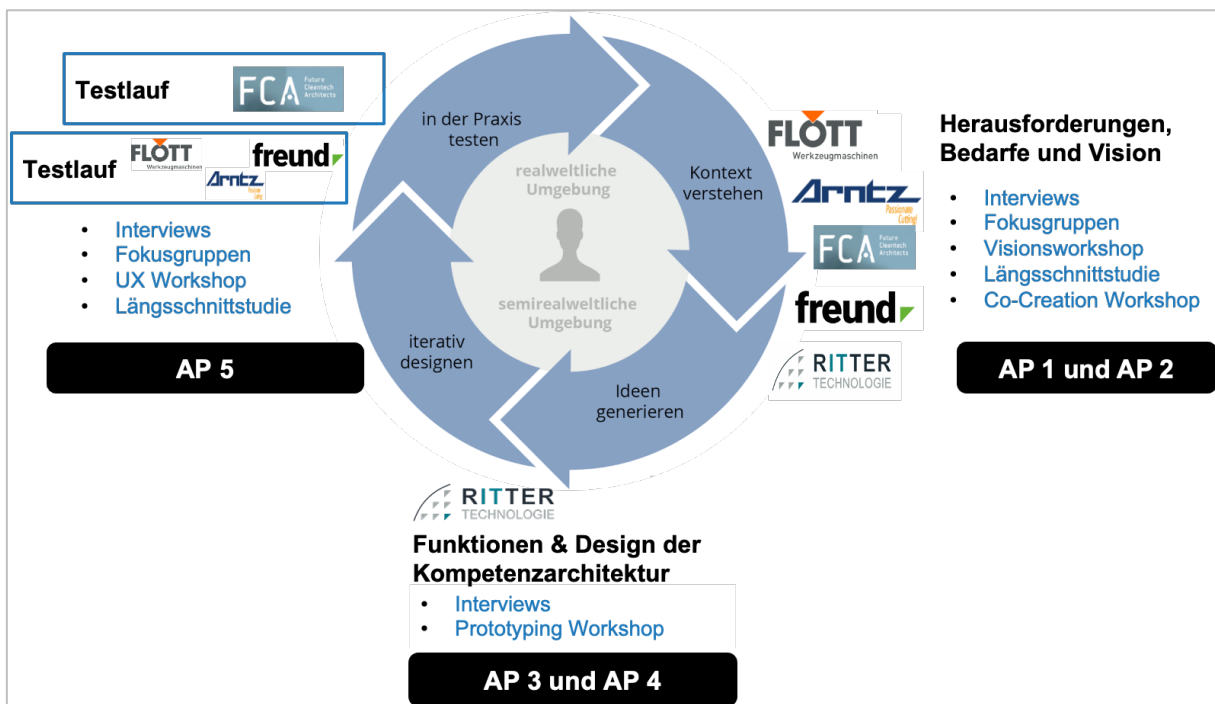 Testlauf
FCA Future Cleantech Architects
Testlauf
FLOTT
Werkzeugmaschinen
Arntz
freund
• Interviews
• Fokusgruppen
• UX Workshop
• Längsschnittstudie
AP 5
in der Praxis
testen
Kontext
verstehen
Ideen
generieren
iterativ
designen
realweltliche
Umgebung
semirealweltliche
Umgebung
FLOTT
Werkzeugmaschinen
Arntz
Passionate
Cutting!
FCA Future Cleantech Architects
freund
RITTER
TECHNOLOGIE
Herausforderungen,
Bedarfe und Vision
• Interviews
• Fokusgruppen
• Visionsworkshop
• Längsschnittstudie
• Co-Creation Workshop
AP 1 und AP 2
RITTER
TECHNOLOGIE
Funktionen & Design der
Kompetenzarchitektur
• Interviews
• Prototyping Workshop
AP 3 und AP 4